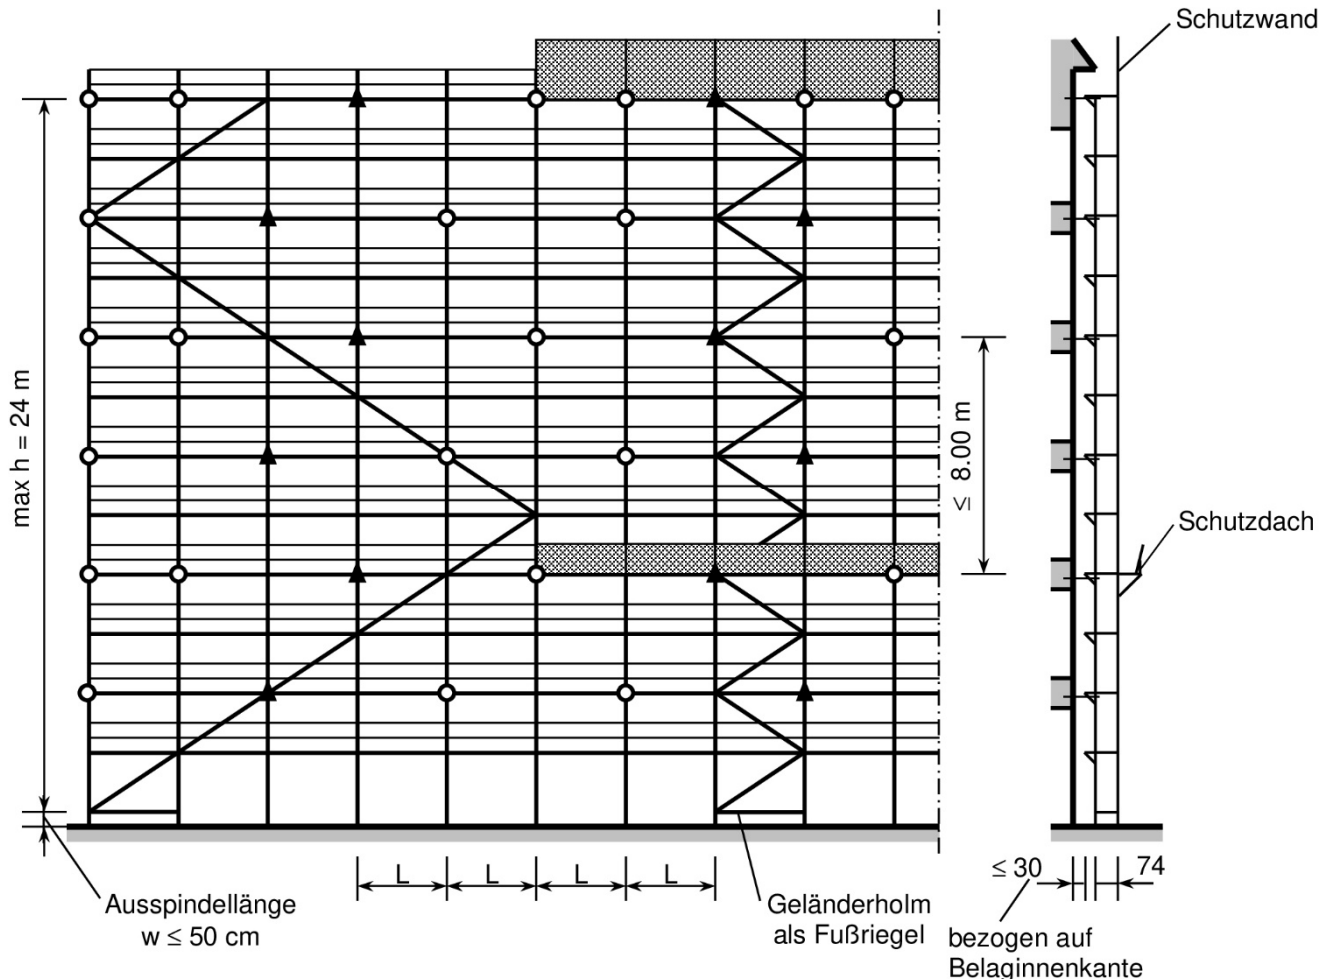 Schutzwand
max h = 24 m
≤ 8.00 m
Schutzdach
L
L
L
L
≤ 30
74
Ausspindellänge
w ≤ 50 cm
Geländerholm
als Fußriegel
bezogen auf
Belaginnenkante